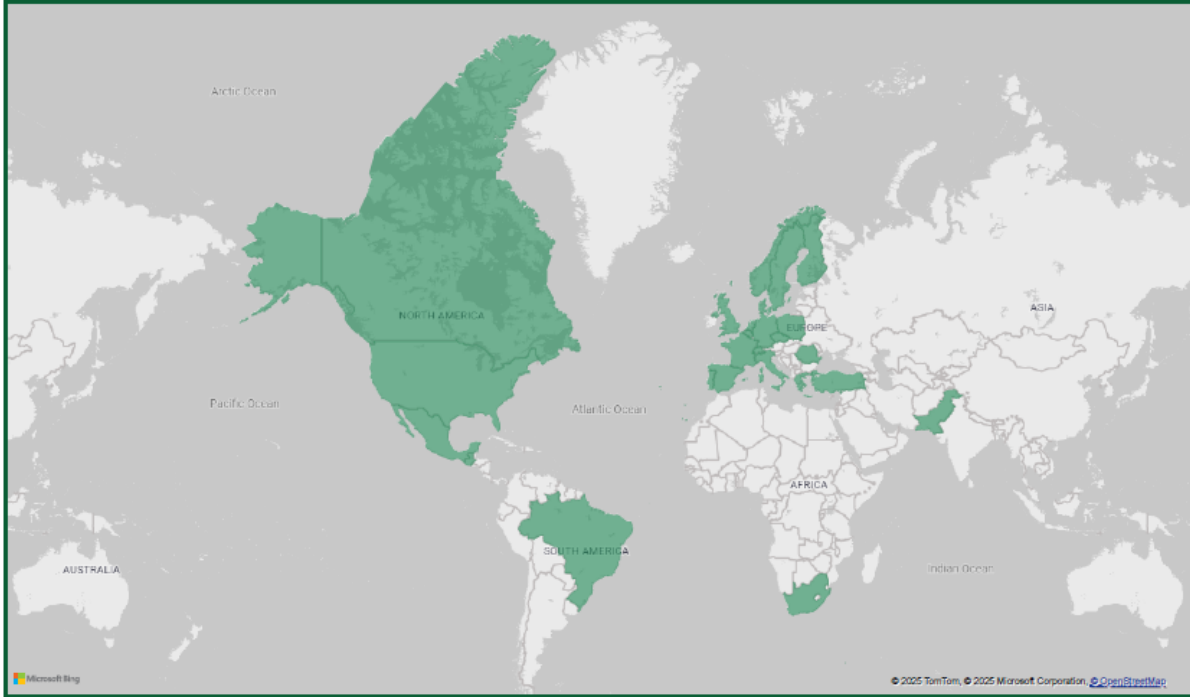 Arctic Ocean
NORTH AMERICA
EUROPE
ASIA
Pacific Ocean
Atlantic Ocean
AFRICA
SOUTH AMERICA
AUSTRALIA
Indian Ocean
Microsoft Bing
© 2025 TomTom, © 2025 Microsoft Corporation, © OpenStreetMap